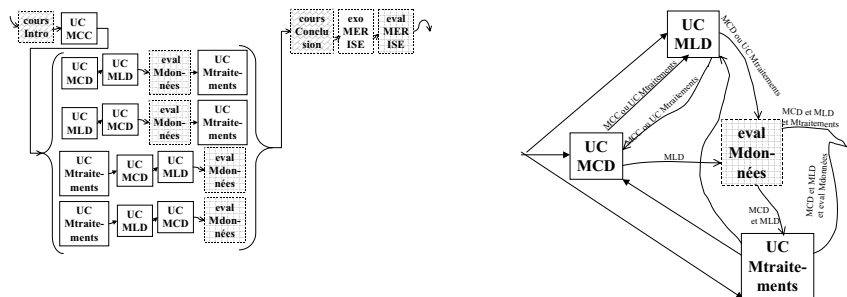 cours
Intro
UC
MCC
cours
Conclu
sion
exo
MER
ISE
eval
MER
ISE
UC
MCD
UC
MLD
eval
Mdon-
nées
UC
Mtraite-
ments
UC
MLD
UC
MCD
eval
Mdon-
nées
UC
Mtraite-
ments
UC
Mtraite-
ments
UC
MCD
UC
MLD
eval
Mdon-
nées
UC
Mtraite-
ments
UC
MLD
UC
MCD
eval
Mdon-
nées
UC
MLD
MCD ou UC Mtraitements
MCC ou UC Mtraitements
MCC ou UC Mtraitements
UC
MCD
MLD
eval
Mdon-
nées
MCD et MLD
et Mtraitements
MCD et MLD
et eval Mdonnées
MCD
et MLD
UC
Mtraite-
ments